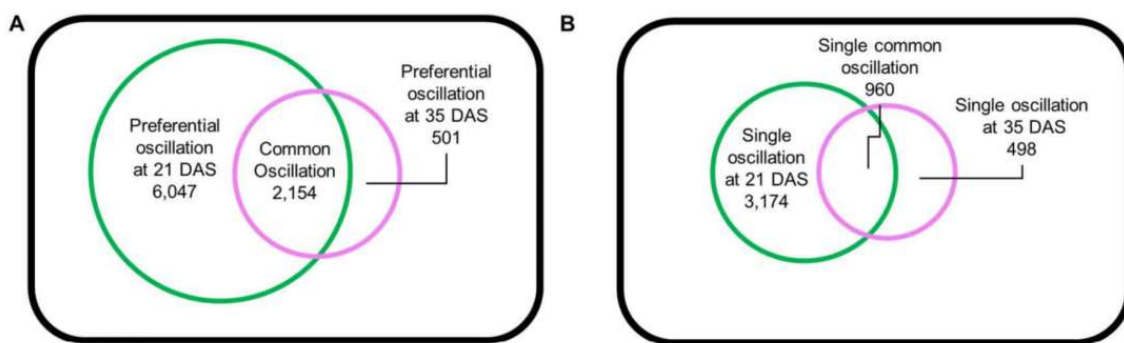 A
Preferential
oscillation
at 21 DAS
6,047
Common
Oscillation
2,154
Preferential
oscillation
at 35 DAS
501
B
Single
oscillation
at 21 DAS
3,174
Single common
oscillation
960
Single oscillation
at 35 DAS
498